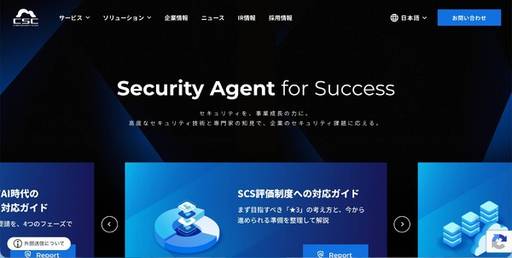 CSC
サービス
ソリューション
企業情報
ニュース
IR情報
採用情報
日本語
お問い合わせ
Security Agent for Success
セキュリティを、事業成長の力に。
高度なセキュリティ技術と専門家の知見で、企業のセキュリティ課題に応える。
AI時代の
対応ガイド
4つのフェーズで
Report
SCS評価制度への対応ガイド
まず目指すべき「★3」の考え方と、今から
進められる準備を整理して解説
Report
外部送信について